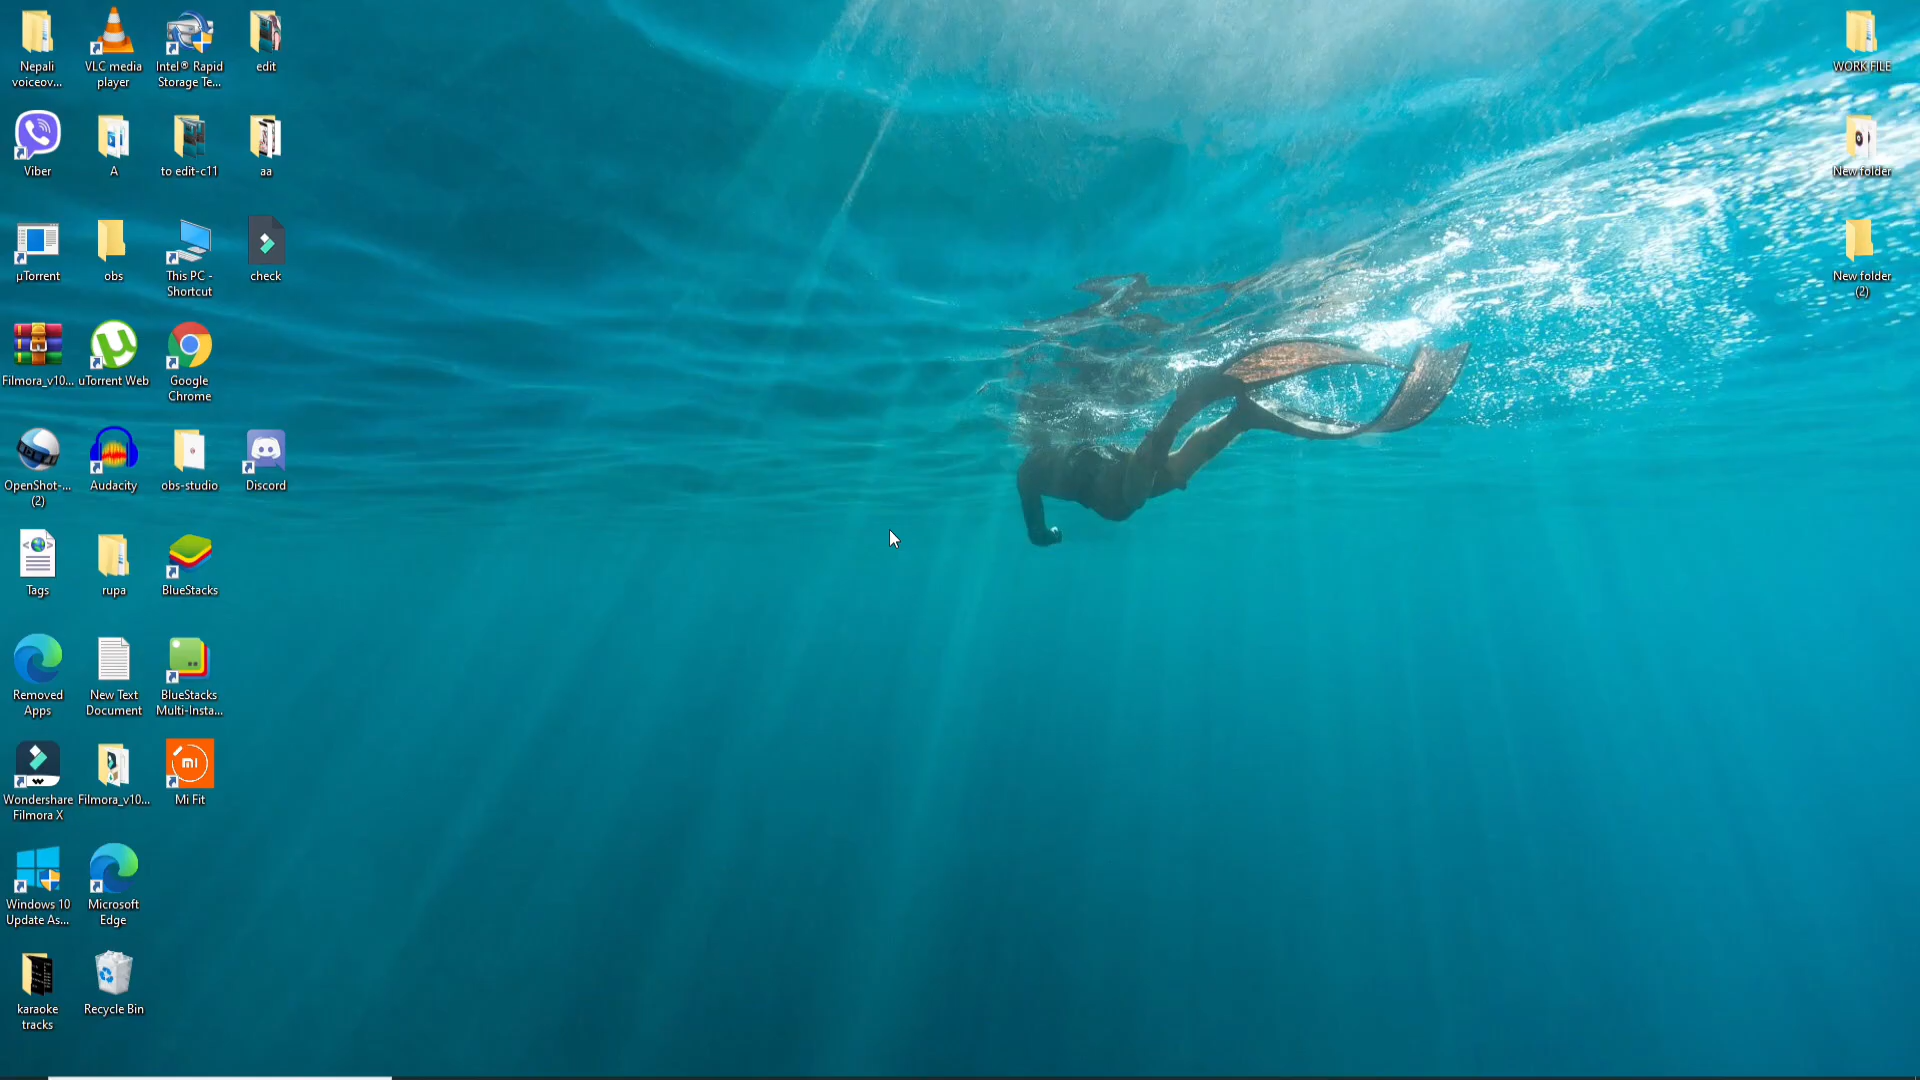 Nepali
voiceov...
VLC media
player
Intel® Rapid
Storage Te...
edit
WORK FILE
Viber
A
to edit-c11
aa
New folder
µTorrent
obs
This PC -
Shortcut
check
New folder
(2)
Filmora_v10...
uTorrent Web
Google
Chrome
OpenShot-...
(2)
Audacity
obs-studio
Discord
Tags
rupa
BlueStacks
Removed
Apps
New Text
Document
BlueStacks
Multi-Insta...
Wondershare
Filmora X
Filmora_v10...
Mi Fit
Windows 10
Update As...
Microsoft
Edge
karaoke
tracks
Recycle Bin